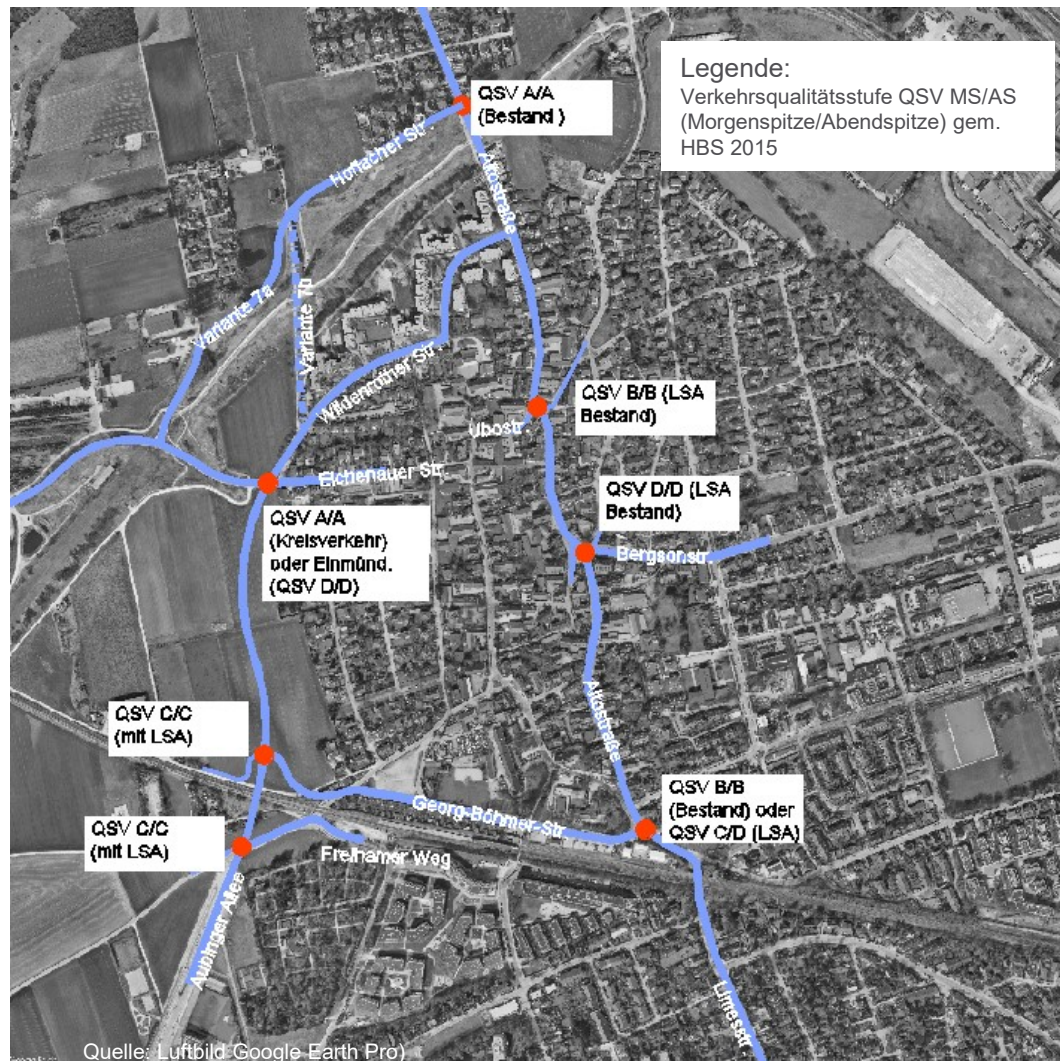 Legende:
Verkehrsqualitätsstufe QSV MS/AS
(Morgenspitze/Abendspitze) gem.
HBS 2015
QSV A/A
(Bestand )
Hoflacher Str.
Altostraße
Variante 7a
Variante 7b
Wildenrother Str.
QSV B/B (LSA
Bestand)
Ubostr.
Eichenauer Str.
QSV D/D (LSA
Bestand)
QSV A/A
(Kreisverkehr)
oder Einmünd.
(QSV D/D)
Bergsonstr.
Altostraße
QSV C/C
(mit LSA)
QSV B/B
(Bestand) oder
QSV C/D (LSA)
Georg-Böhmer-Str.
QSV C/C
(mit LSA)
Freihamer Weg
Aubinger Allee
Limesstr.
Quelle: Luftbild Google Earth Pro)